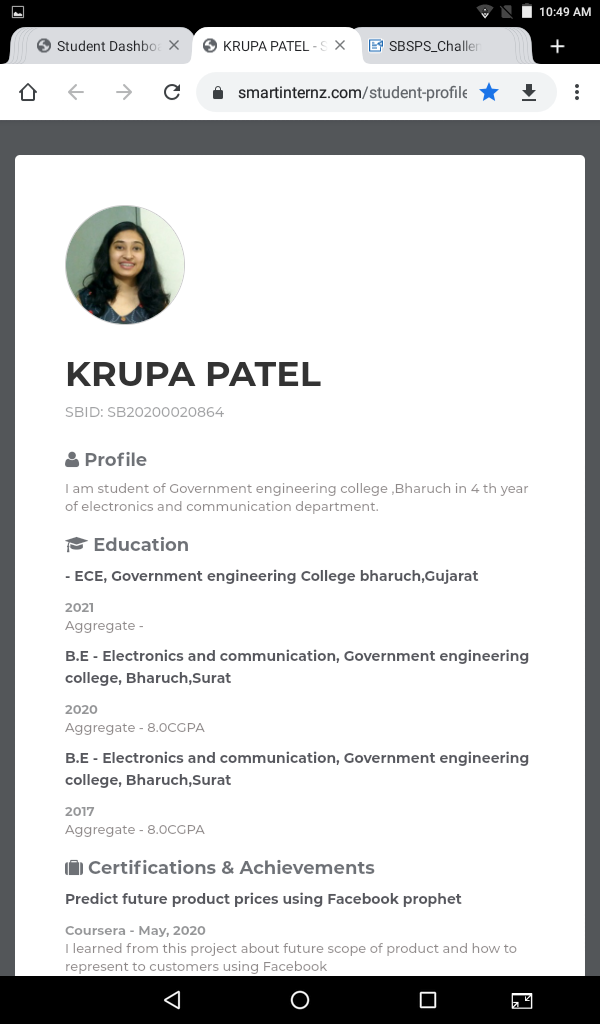 10:49 AM
Student Dashbo
KRUPA PATEL - S
SBSPS_Challen
smartinternz.com/student-profile
KRUPA PATEL
SBID: SB20200020864
Profile
I am student of Government engineering college ,Bharuch in 4 th year
of electronics and communication department.
Education
- ECE, Government engineering College bharuch,Gujarat
2021
Aggregate -
B.E - Electronics and communication, Government engineering
college, Bharuch,Surat
2020
Aggregate - 8.0CGPA
B.E - Electronics and communication, Government engineering
college, Bharuch,Surat
2017
Aggregate - 8.0CGPA
Certifications & Achievements
Predict future product prices using Facebook prophet
Coursera - May, 2020
I learned from this project about future scope of product and how to
represent to customers using Facebook